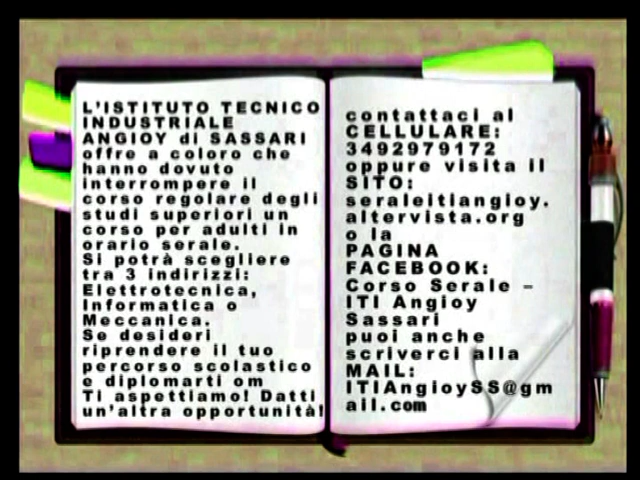 L'ISTITUTO TECNICO
INDUSTRIALE
ANGIOY di SASSARI
offre a coloro che
hanno dovuto
interrompere il
corso regolare degli
studi superiori un
corso per adulti in
orario serale.
Si potrà scegliere
tra 3 indirizzi:
Elettrotecnica,
Informatica o
Meccanica.
Se desideri
riprendere il tuo
percorso scolastico
e diplomarti om
Ti aspettiamo! Datti
un'altra opportunità!
contattaci al
CELLULARE:
3492979172
oppure visita il
SITO:
seraleitiangioy.
altervista.org
o la
PAGINA
FACEBOOK:
Corso Serale –
ITI Angioy
Sassari
puoi anche
scriverci alla
MAIL:
ITIAngioySS@gm
ail.com